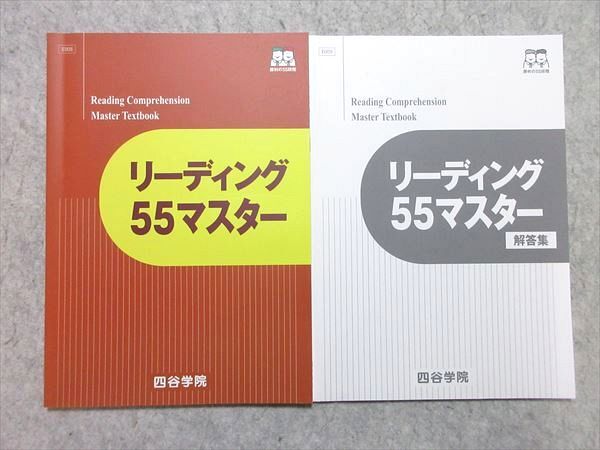 Reading Comprehension
Master Textbook
リーディング
55マスター
四谷学院
Reading Comprehension
Master Textbook
リーディング
55マスター
解答集
四谷学院